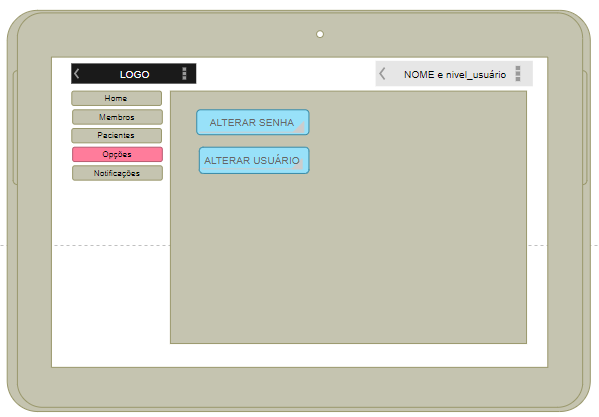 LOGO
NOME e nivel_usuário
Home
Membros
Pacientes
Opções
Notificações
ALTERAR SENHA
ALTERAR USUÁRIO